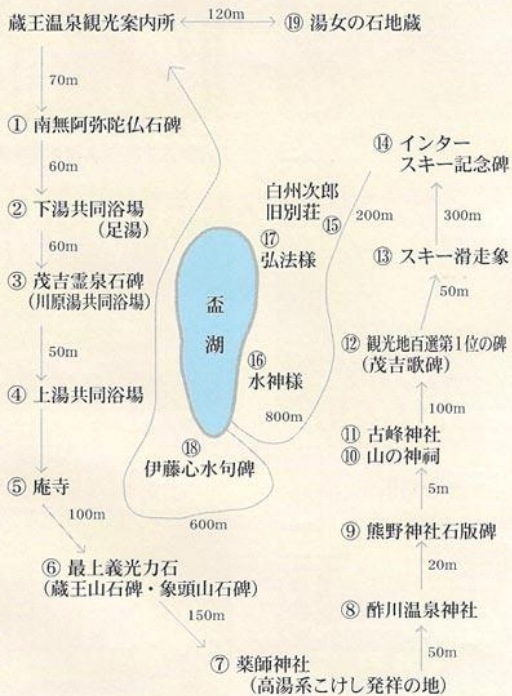 蔵王温泉観光案内所 120m ⑲ 湯女の石地蔵
70m
① 南無阿弥陀仏石碑
60m
② 下湯共同浴場
(足湯)
60m
③ 茂吉霊泉石碑
(川原湯共同浴場)
50m
④ 上湯共同浴場
⑤ 庵寺
100m
⑥ 最上義光力石
(蔵王山石碑・象頭山石碑)
150m
⑦ 薬師神社
(高湯系こけし発祥の地)
50m
⑧ 酢川温泉神社
20m
⑨ 熊野神社石版碑
5m
⑩ 山の神祠
⑪ 古峰神社
100m
⑫ 観光地百選第1位の碑
(茂吉歌碑)
50m
⑬ スキー滑走象
300m
⑭ インター
スキー記念碑
200m
⑮
白州次郎
旧別荘
800m
⑯
水神様
⑰
弘法様
盃湖
⑱
伊藤心水句碑
600m